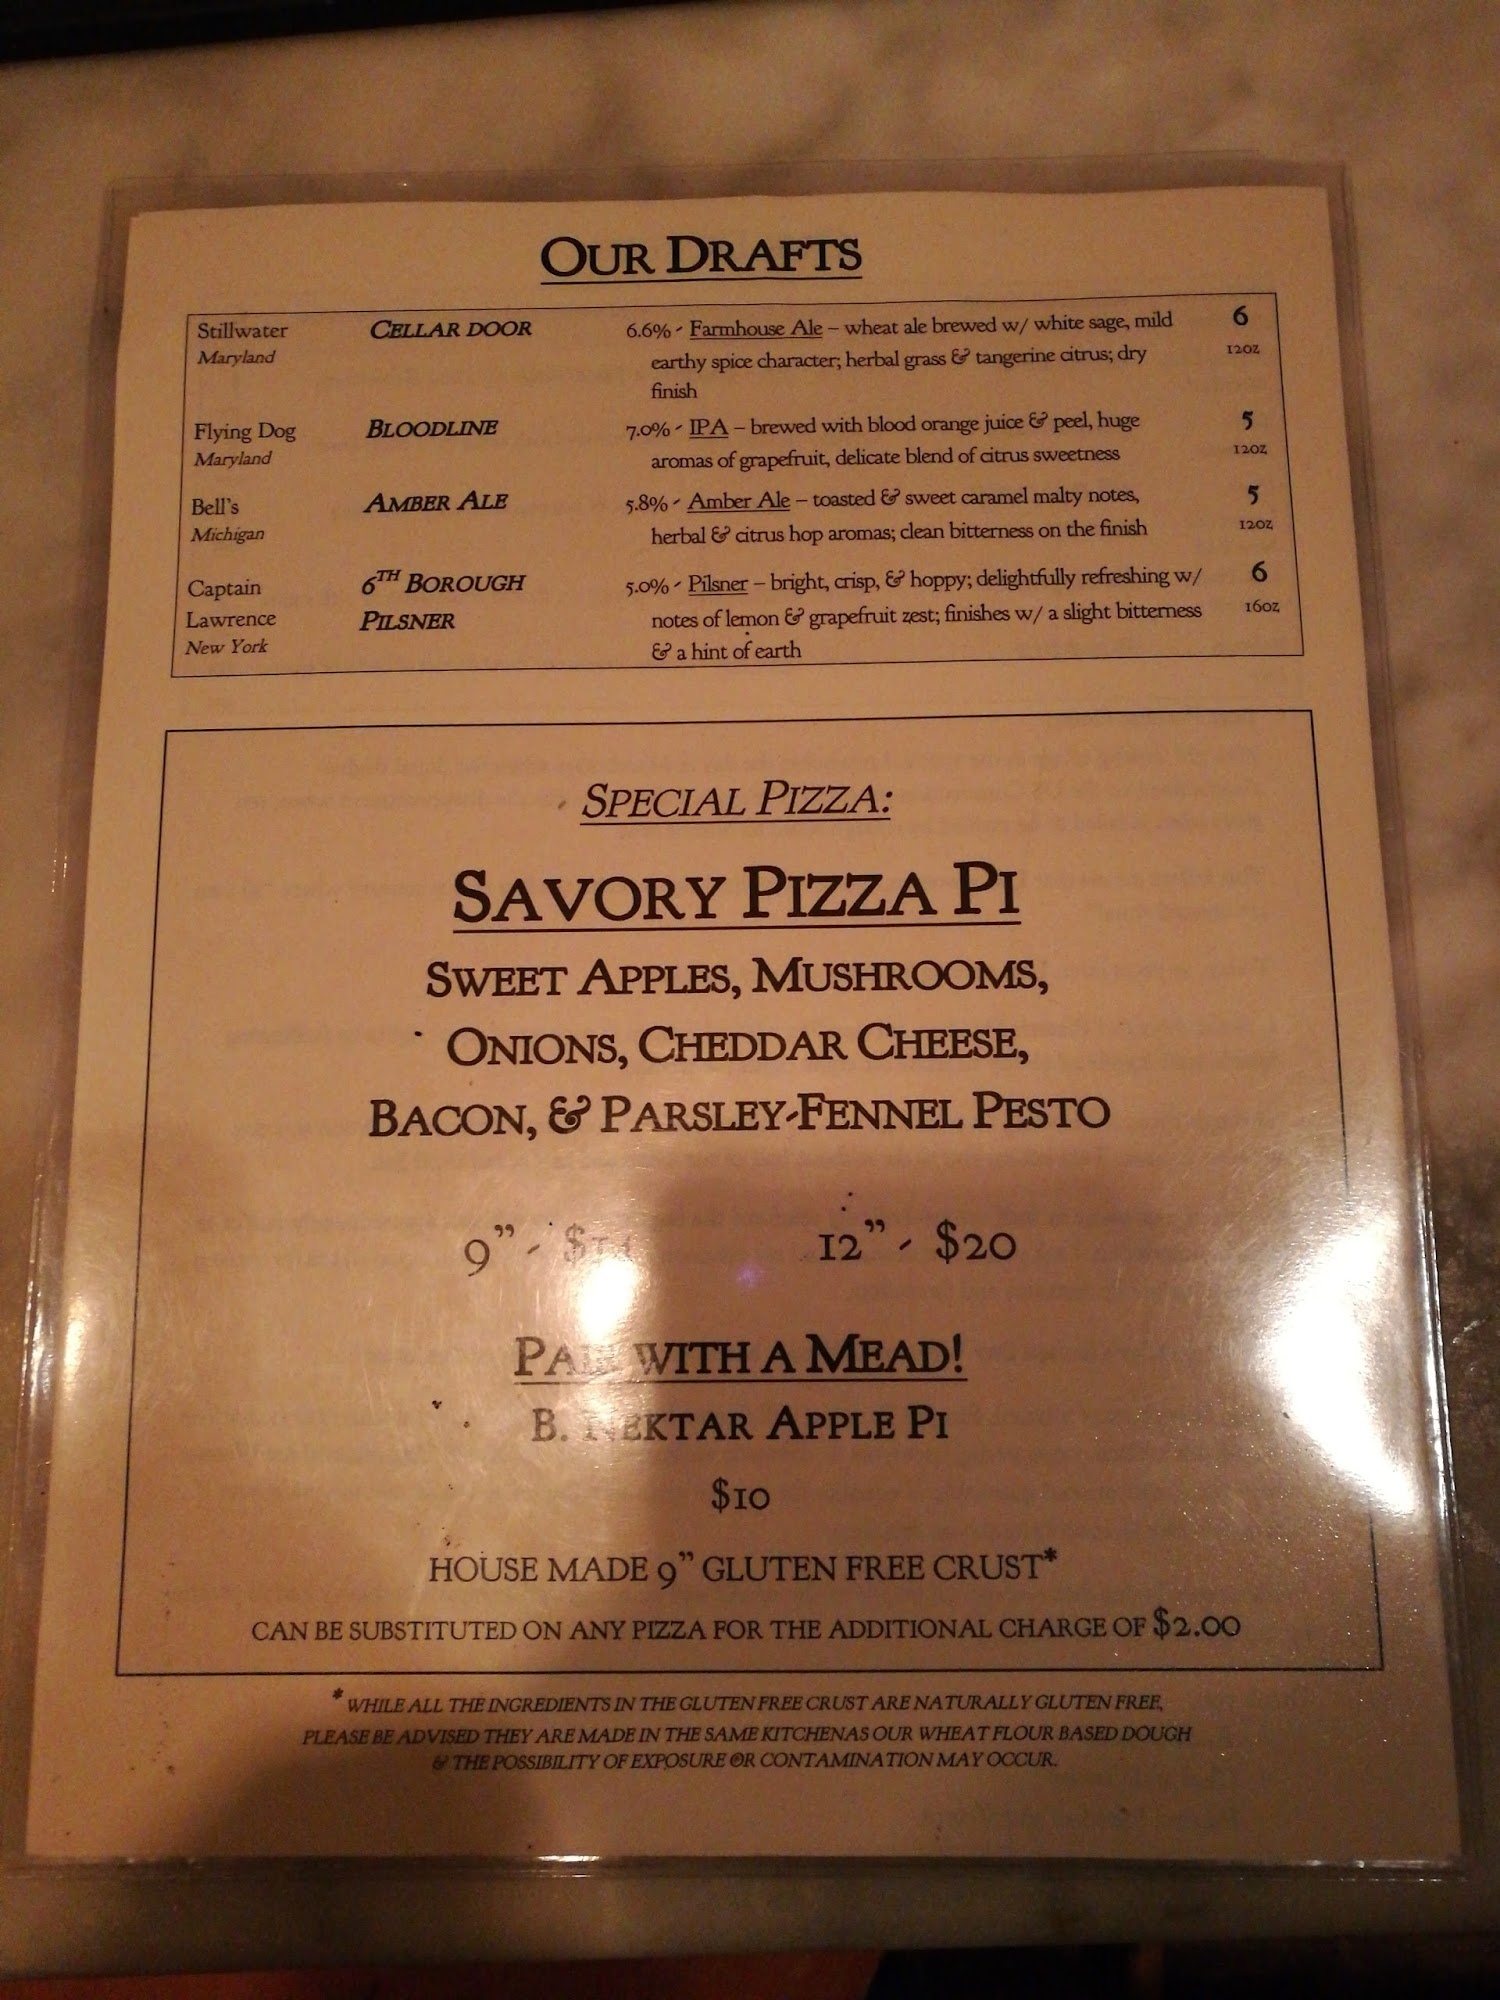 OUR DRAFTS
Stillwater CELLAR DOOR 6.6% - Farmhouse Ale – wheat ale brewed w/ white sage, mild 6
Maryland earthy spice character; herbal grass & tangerine citrus; dry 12OZ
finish
Flying Dog BLOODLINE 7.0% - IPA – brewed with blood orange juice & peel, huge 5
Maryland aromas of grapefruit, delicate blend of citrus sweetness 12OZ
Bell's AMBER ALE 5.8% - Amber Ale – toasted & sweet caramel malty notes, 5
Michigan herbal & citrus hop aromas; clean bitterness on the finish 12OZ
Captain 6TH BOROUGH 5.0% - Pilsner – bright, crisp, & hoppy; delightfully refreshing w/ 6
Lawrence PILSNER notes of lemon & grapefruit zest; finishes w/ a slight bitterness 16OZ
New York & a hint of earth
SPECIAL PIZZA:
SAVORY PIZZA PI
SWEET APPLES, MUSHROOMS,
ONIONS, CHEDDAR CHEESE,
BACON, & PARSLEY-FENNEL PESTO
9" - 12" - $20
PAIR WITH A MEAD!
B. NEKTAR APPLE PI
$10
HOUSE MADE 9" GLUTEN FREE CRUST*
CAN BE SUBSTITUTED ON ANY PIZZA FOR THE ADDITIONAL CHARGE OF $2.00
* WHILE ALL THE INGREDIENTS IN THE GLUTEN FREE CRUST ARE NATURALLY GLUTEN FREE,
PLEASE BE ADVISED THEY ARE MADE IN THE SAME KITCHENAS OUR WHEAT FLOUR BASED DOUGH
& THE POSSIBILITY OF EXPOSURE OR CONTAMINATION MAY OCCUR.